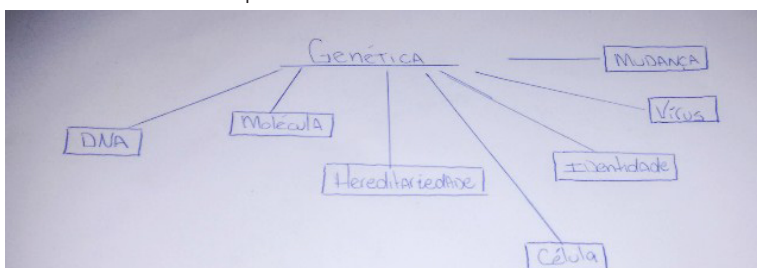 Genética
Mudança
Vírus
DNA
Molécula
Identidade
Hereditariedade
Célula